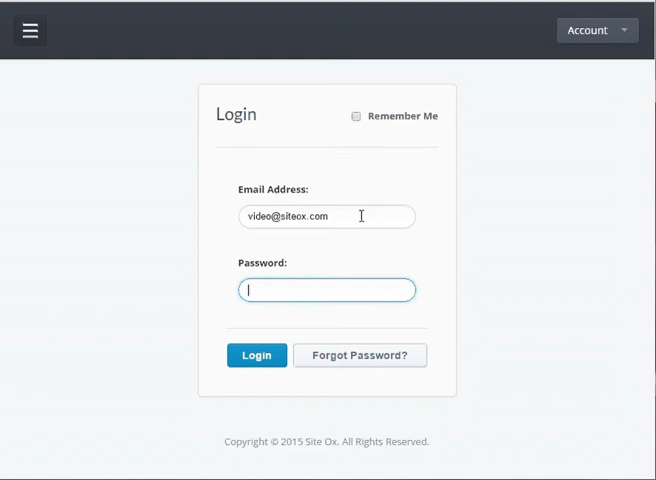 Account
Login
Remember Me
Email Address:
video@siteox.com
Password:
Login
Forgot Password?
Copyright © 2015 Site Ox. All Rights Reserved.